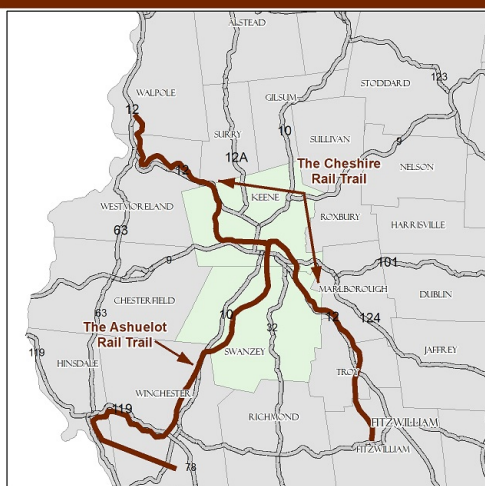 ALSTEAD
STODDARD
123
WALPOLE
GILSUM
12
10
SURRY
SULLIVAN
9
12A
12
NELSON
The Cheshire
Rail Trail
KEENE
WESTMORELAND
ROXBURY
HARRISVILLE
63
9
101
MARLBOROUGH
DUBLIN
CHESTERFIELD
63
10
12
124
The Ashuelot
Rail Trail
32
119
SWANZEY
JAFFREY
HINSDALE
TROY
WINCHESTER
119
RICHMOND
FITZWILLIAM
FITZWILLIAM
78